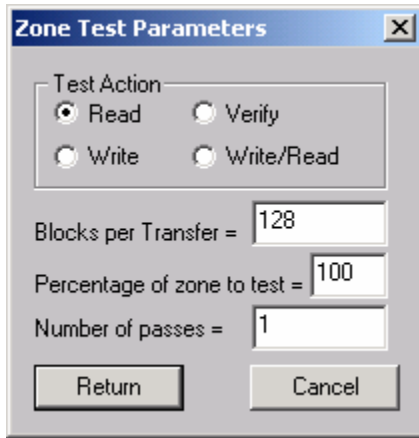 Zone Test Parameters
Test Action
Read Verify
Write Write/Read
Blocks per Transfer = 128
Percentage of zone to test = 100
Number of passes = 1
Return Cancel